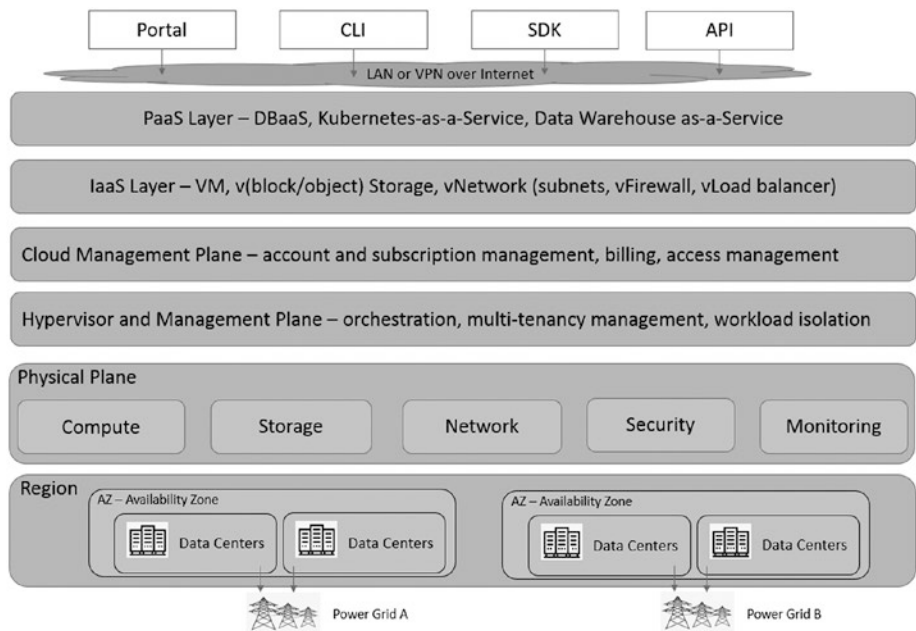 Portal
CLI
SDK
API
LAN or VPN over Internet
PaaS Layer – DBaaS, Kubernetes-as-a-Service, Data Warehouse as-a-Service
IaaS Layer – VM, v(block/object) Storage, vNetwork (subnets, vFirewall, vLoad balancer)
Cloud Management Plane – account and subscription management, billing, access management
Hypervisor and Management Plane – orchestration, multi-tenancy management, workload isolation
Physical Plane
Compute
Storage
Network
Security
Monitoring
Region
AZ – Availability Zone
Data Centers
Data Centers
AZ – Availability Zone
Data Centers
Data Centers
Power Grid A
Power Grid B